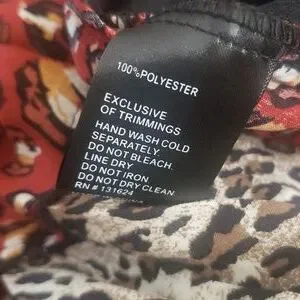 100%POLYESTER
EXCLUSIVE
OF TRIMMINGS
HAND WASH COLD
SEPARATELY
DO NOT BLEACH.
LINE DRY
DO NOT IRON.
DO NOT DRY CLEAN.
RN # 131624